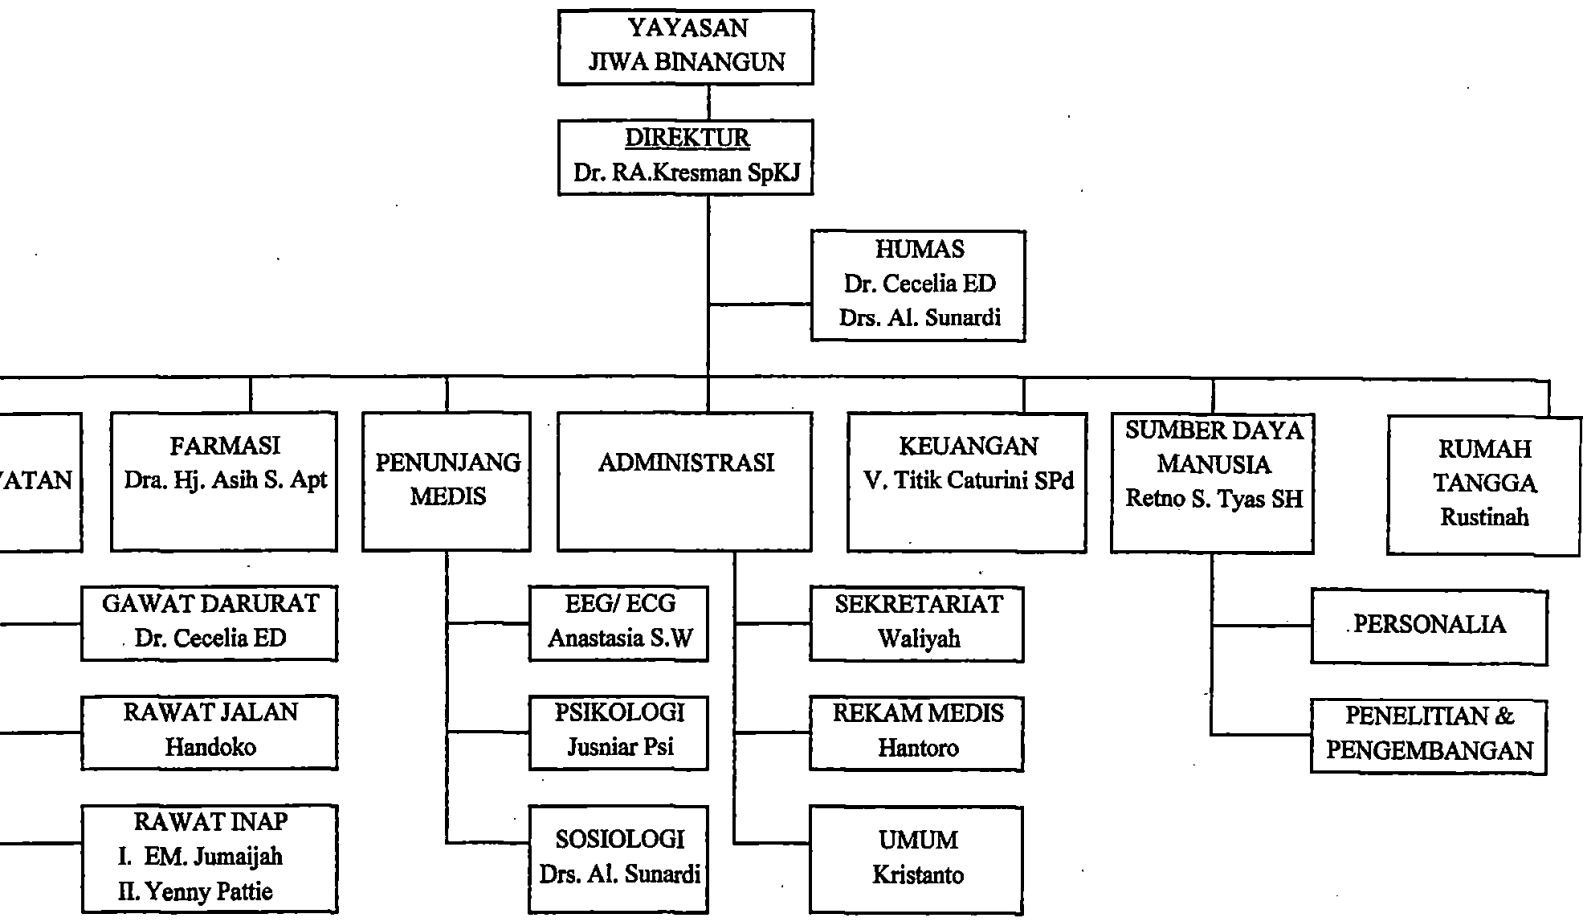 YAYASAN
JIWA BINANGUN
DIREKTUR
Dr. RA.Kresman SpKJ
HUMAS
Dr. Cecelia ED
Drs. Al. Sunardi
YATAN
FARMASI
Dra. Hj. Asih S. Apt
PENUNJANG
MEDIS
ADMINISTRASI
KEUANGAN
V. Titik Caturini SPd
SUMBER DAYA
MANUSIA
Retno S. Tyas SH
RUMAH
TANGGA
Rustinah
GAWAT DARURAT
Dr. Cecelia ED
EEG/ ECG
Anastasia S.W
SEKRETARIAT
Waliyah
PERSONALIA
RAWAT JALAN
Handoko
PSIKOLOGI
Jusniar Psi
REKAM MEDIS
Hantoro
PENELITIAN &
PENGEMBANGAN
RAWAT INAP
I. EM. Jumaijah
II. Yenny Pattie
SOSIOLOGI
Drs. Al. Sunardi
UMUM
Kristanto